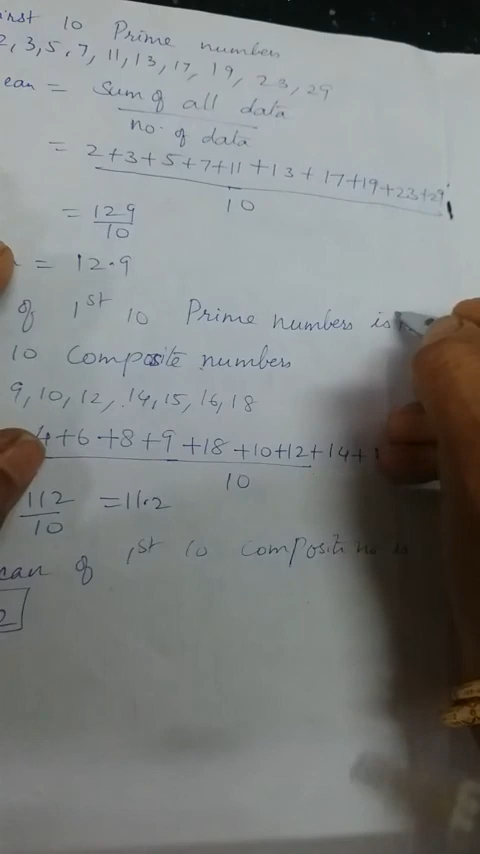 irst 10 Prime numbers
2, 3, 5, 7, 11, 13, 17, 19, 23, 29
ean = Sum of all data
no. of data
= 2+3+5+7+11+13+17+19+23+29
10
= 129
10
= 12.9
of 1st 10 Prime numbers is
10 Composite numbers
9, 10, 12, 14, 15, 16, 18
4+6+8+9+18+10+12+14+
10
112
10
=11.2
ean of 1st 10 composite no is
2